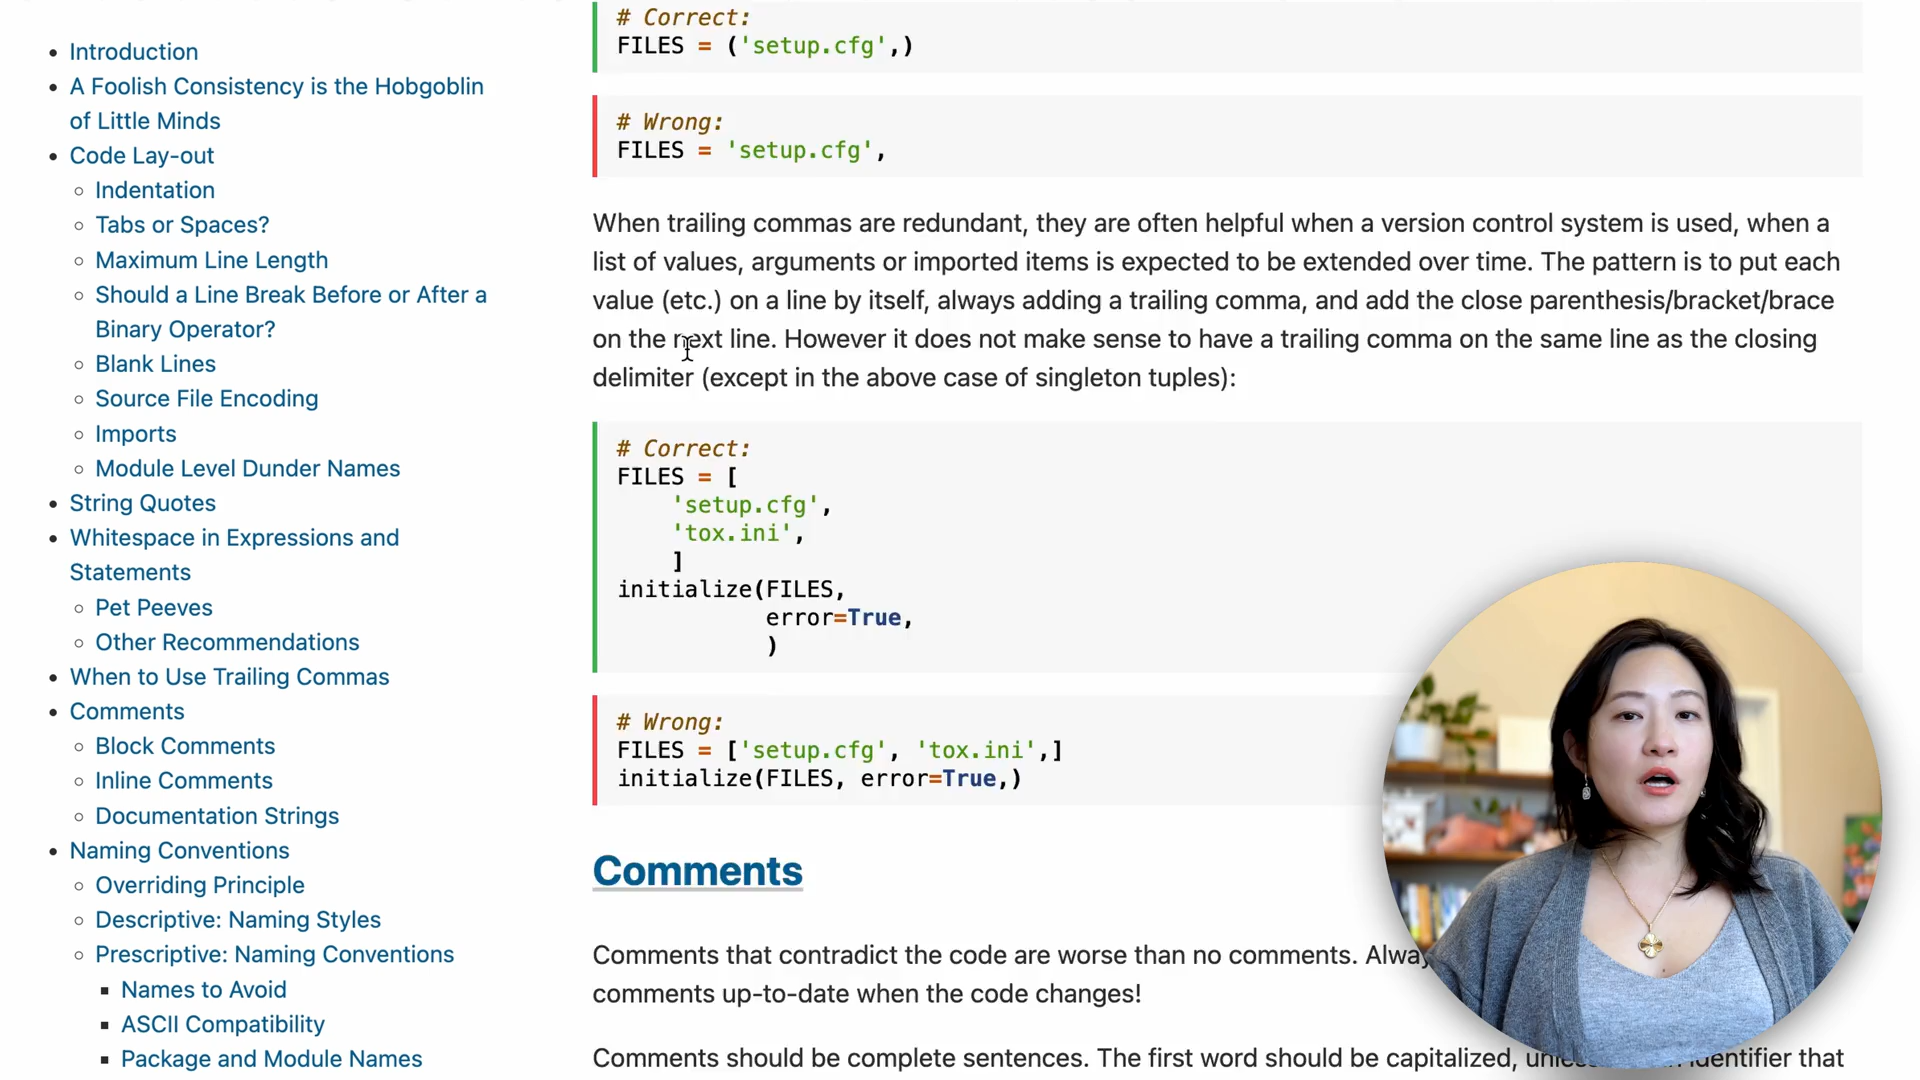 Introduction
A Foolish Consistency is the Hobgoblin
of Little Minds
Code Lay-out
Indentation
Tabs or Spaces?
Maximum Line Length
Should a Line Break Before or After a
Binary Operator?
Blank Lines
Source File Encoding
Imports
Module Level Dunder Names
String Quotes
Whitespace in Expressions and
Statements
Pet Peeves
Other Recommendations
When to Use Trailing Commas
Comments
Block Comments
Inline Comments
Documentation Strings
Naming Conventions
Overriding Principle
Descriptive: Naming Styles
Prescriptive: Naming Conventions
Names to Avoid
ASCII Compatibility
Package and Module Names
# Correct:
FILES = ('setup.cfg',)
# Wrong:
FILES = 'setup.cfg',
When trailing commas are redundant, they are often helpful when a version control system is used, when a
list of values, arguments or imported items is expected to be extended over time. The pattern is to put each
value (etc.) on a line by itself, always adding a trailing comma, and add the close parenthesis/bracket/brace
on the next line. However it does not make sense to have a trailing comma on the same line as the closing
delimiter (except in the above case of singleton tuples):
# Correct:
FILES = [
    'setup.cfg',
    'tox.ini',
    ]
initialize(FILES,
           error=True,
           )
# Wrong:
FILES = ['setup.cfg', 'tox.ini',]
initialize(FILES, error=True,)
Comments
Comments that contradict the code are worse than no comments.
comments up-to-date when the code changes!
Comments should be complete sentences. The first word should be capitalized, identifier that